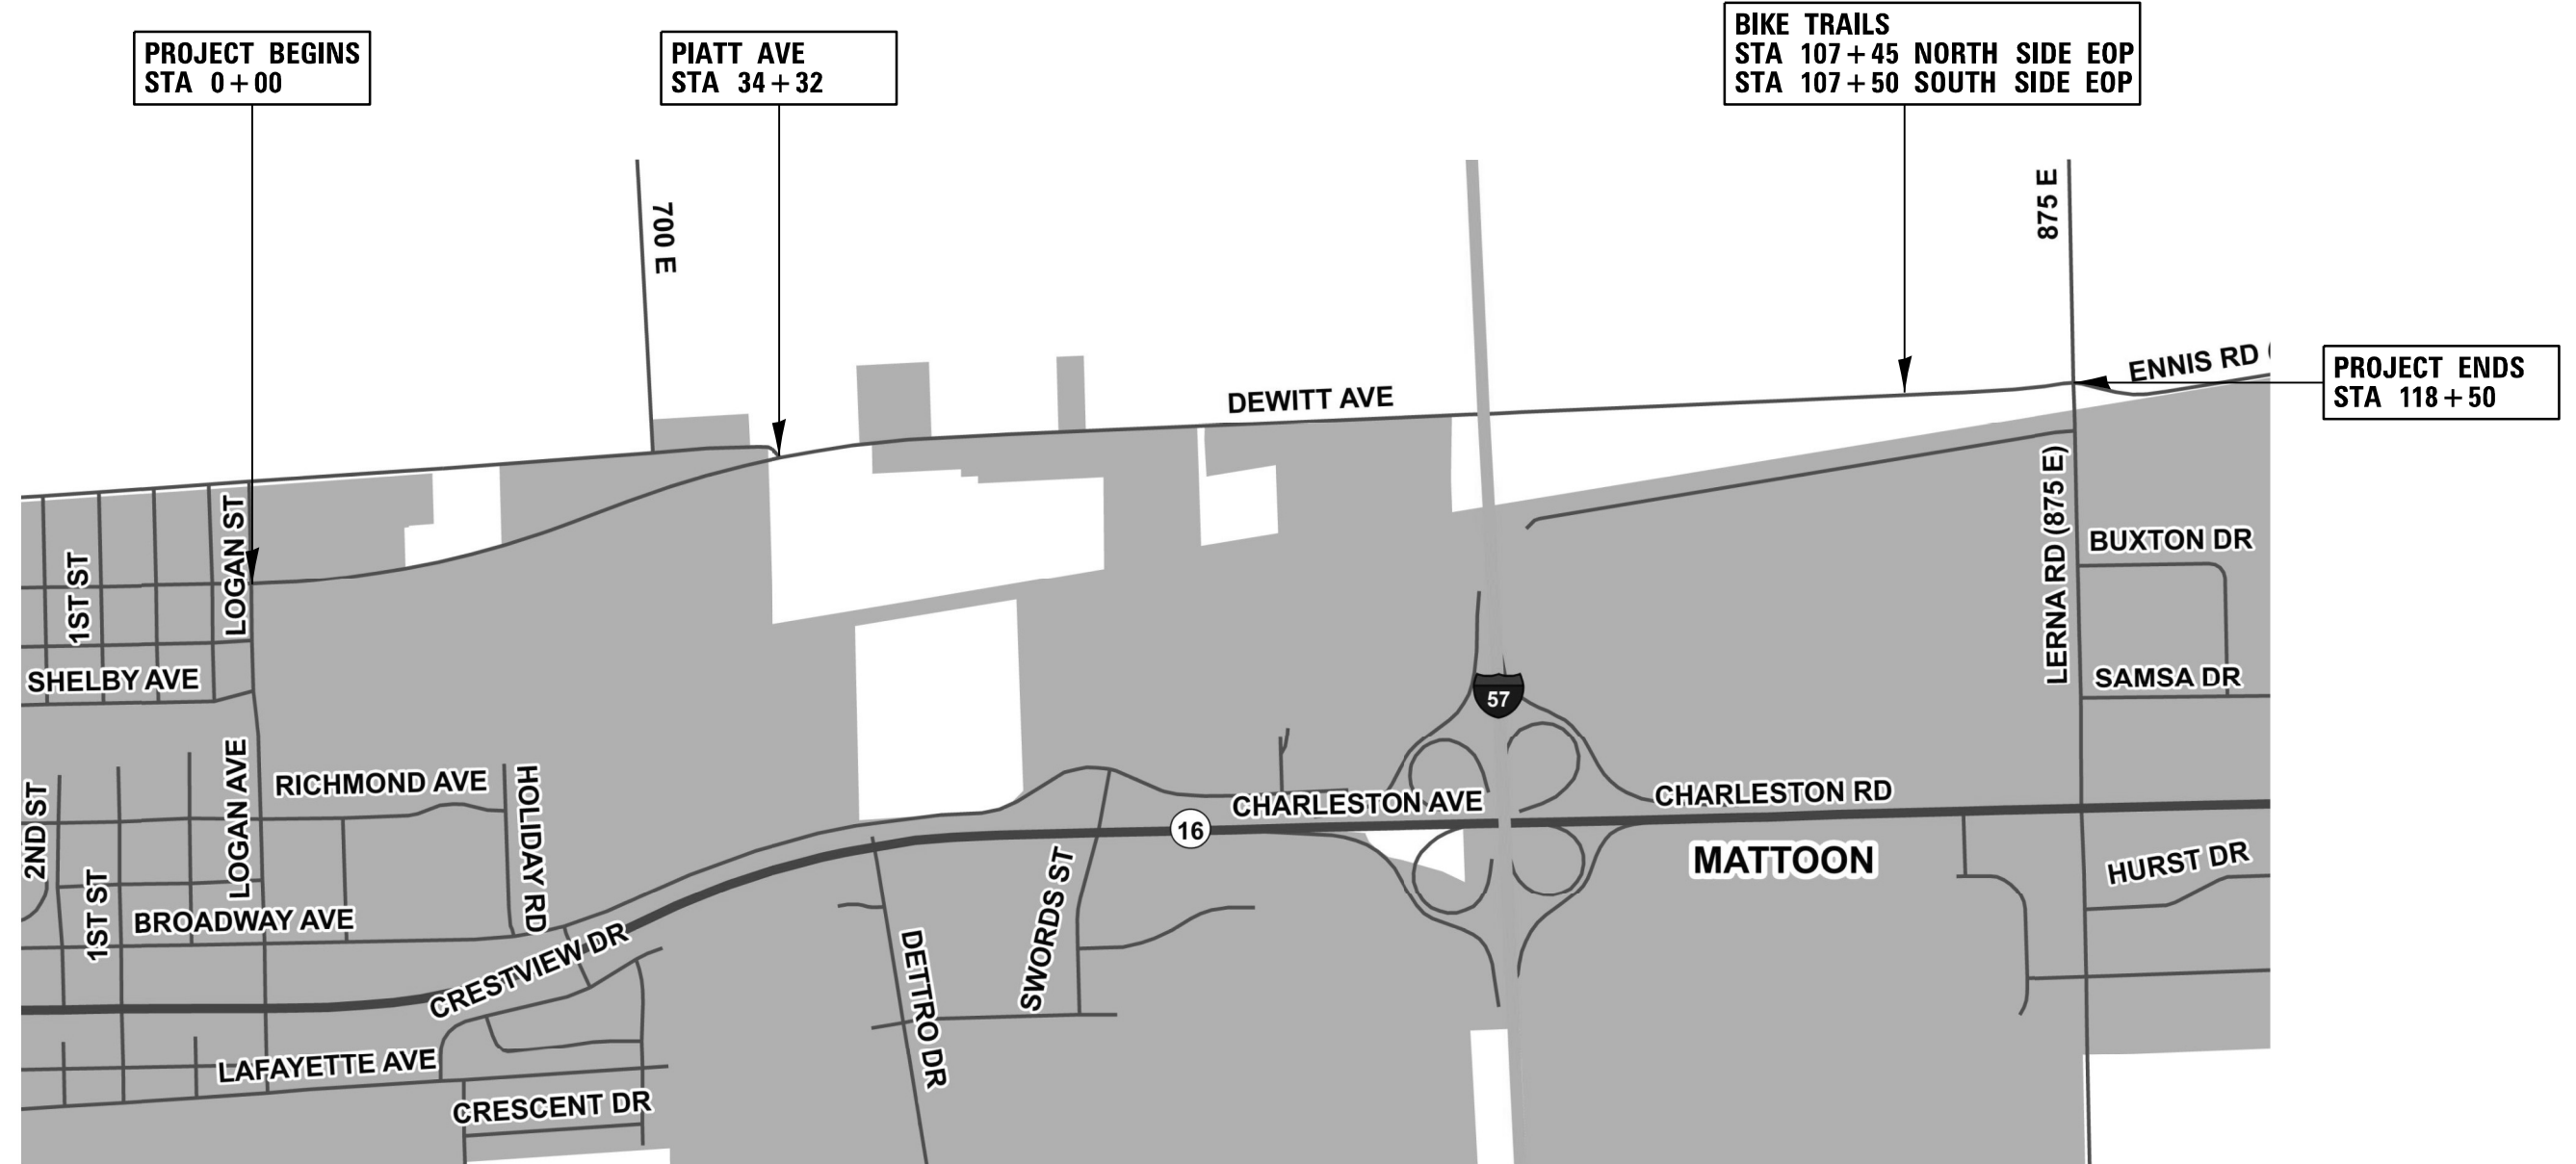 PROJECT BEGINS
STA 0+00
PIATT AVE
STA 34+32
BIKE TRAILS
STA 107+45 NORTH SIDE EOP
STA 107+50 SOUTH SIDE EOP
700 E
875 E
DEWITT AVE
ENNIS RD
PROJECT ENDS
STA 118+50
LOGAN ST
1ST ST
SHELBY AVE
LERNA RD (875 E)
BUXTON DR
SAMSA DR
57
2ND ST
LOGAN AVE
RICHMOND AVE
HOLIDAY RD
CHARLESTON AVE
CHARLESTON RD
16
MATTOON
HURST DR
1ST ST
BROADWAY AVE
CRESTVIEW DR
SWORDS ST
DETTRO DR
LAFAYETTE AVE
CRESCENT DR